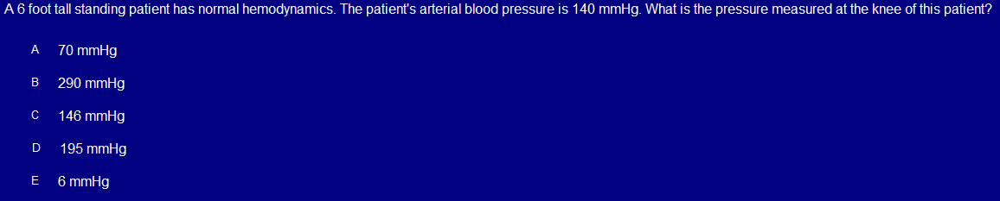 A 6 foot tall standing patient has normal hemodynamics. The patient's arterial blood pressure is 140 mmHg. What is the pressure measured at the knee of this patient?
A 70 mmHg
B 290 mmHg
C 146 mmHg
D 195 mmHg
E 6 mmHg